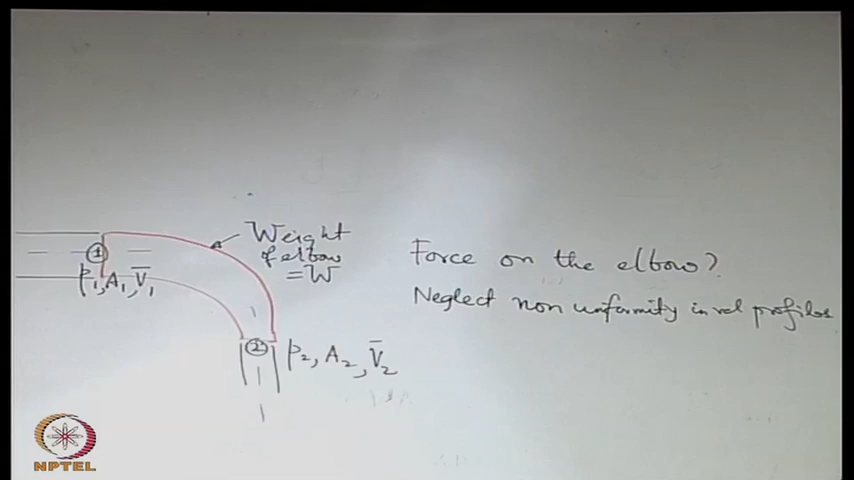 Weight
of elbow
= W
①
p₁, A₁, V̄₁
②
p₂, A₂, V̄₂
Force on the elbow?
Neglect non uniformity in vel profiles
NPTEL